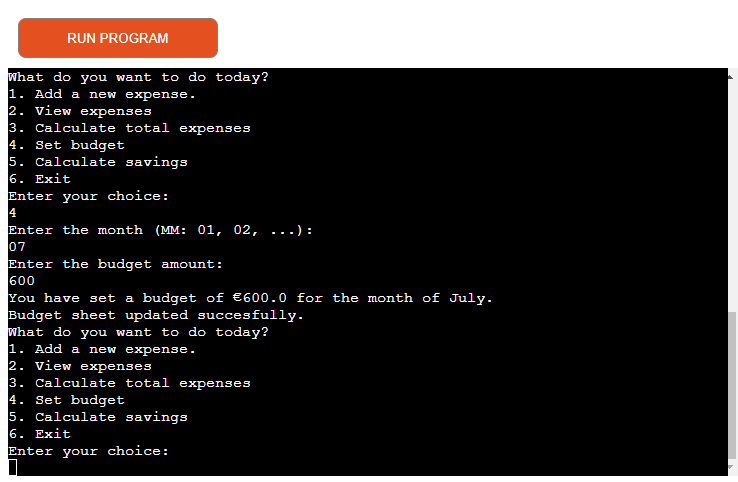 RUN PROGRAM
What do you want to do today?
1. Add a new expense.
2. View expenses
3. Calculate total expenses
4. Set budget
5. Calculate savings
6. Exit
Enter your choice:
4
Enter the month (MM: 01, 02, ...):
07
Enter the budget amount:
600
You have set a budget of €600.0 for the month of July.
Budget sheet updated succesfully.
What do you want to do today?
1. Add a new expense.
2. View expenses
3. Calculate total expenses
4. Set budget
5. Calculate savings
6. Exit
Enter your choice: